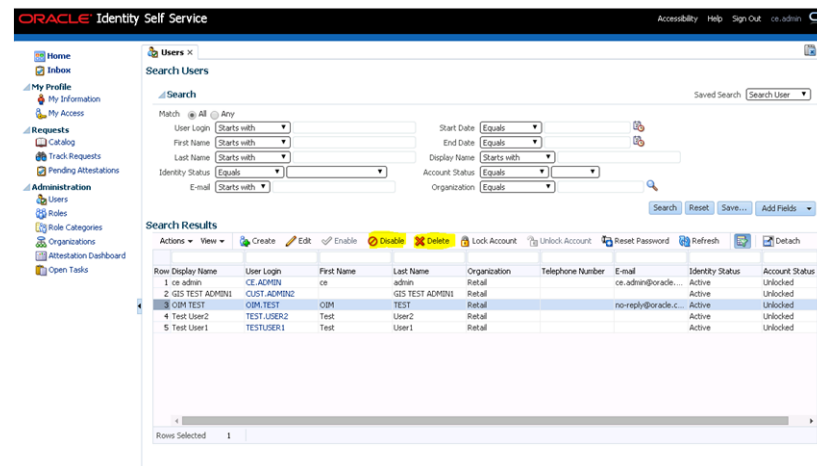 ORACLE® Identity Self Service
Accessibility Help Sign Out ce.admin
Home
Inbox
My Profile
My Information
My Access
Requests
Catalog
Track Requests
Pending Attestations
Administration
Users
Roles
Role Categories
Organizations
Attestation Dashboard
Open Tasks
Users ×
Search Users
Search
Saved Search Search User
Match All Any
User Login Starts with Start Date Equals
First Name Starts with End Date Equals
Last Name Starts with Display Name Starts with
Identity Status Equals Account Status Equals
E-mail Starts with Organization Equals
Search Reset Save... Add Fields
Search Results
Actions View Create Edit Enable Disable Delete Lock Account Unlock Account Reset Password Refresh Detach
Row Display Name User Login First Name Last Name Organization Telephone Number E-mail Identity Status Account Status
1 ce admin CE.ADMIN ce admin Retail ce.admin@oracle.... Active Unlocked
2 GIS TEST ADMIN1 CUST.ADMIN2 GIS TEST ADMIN1 Retail Active Unlocked
3 OIM TEST OIM.TEST OIM TEST Retail no-reply@oracle.c... Active Unlocked
4 Test User2 TEST.USER2 Test User2 Retail Active Unlocked
5 Test User1 TESTUSER1 Test User1 Retail Active Unlocked
Rows Selected 1